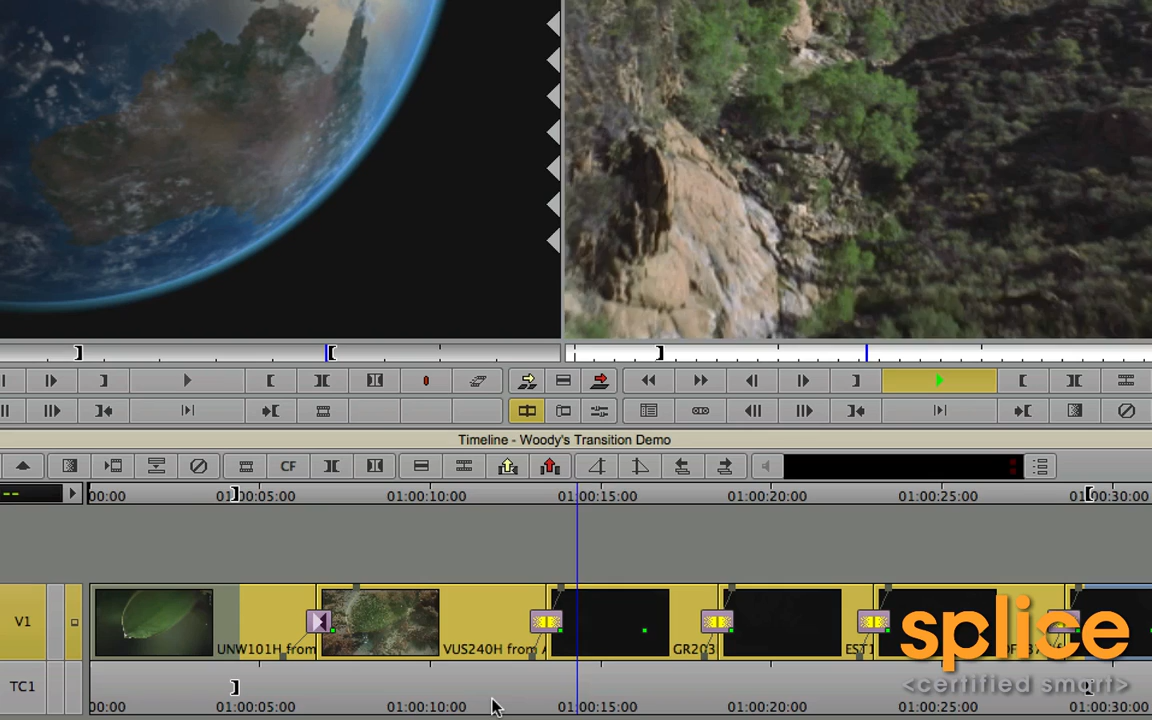 Timeline - Woody's Transition Demo
CF
00:00 01:00:05:00 01:00:10:00 01:00:15:00 01:00:20:00 01:00:25:00 01:00:30:00
V1
UNW101H from
VUS240H from
GR203
EST1
splice
<certified smart>
TC1
00:00 01:00:05:00 01:00:10:00 01:00:15:00 01:00:20:00 01:00:25:00 01:00:30:00